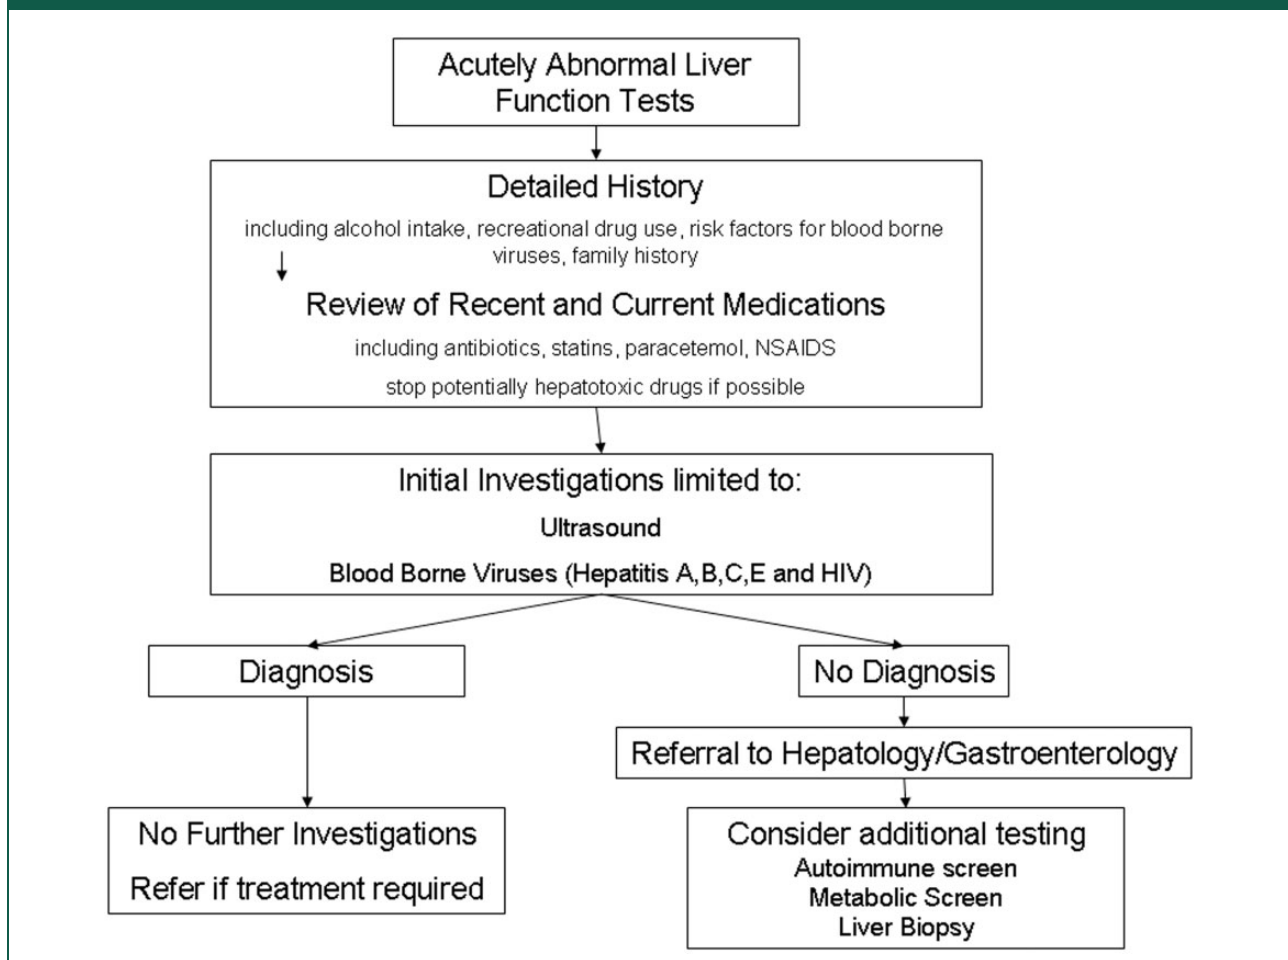 Acutely Abnormal Liver
Function Tests
Detailed History
including alcohol intake, recreational drug use, risk factors for blood borne
viruses, family history
Review of Recent and Current Medications
including antibiotics, statins, paracetemol, NSAIDS
stop potentially hepatotoxic drugs if possible
Initial Investigations limited to:
Ultrasound
Blood Borne Viruses (Hepatitis A,B,C,E and HIV)
Diagnosis
No Diagnosis
Referral to Hepatology/Gastroenterology
No Further Investigations
Refer if treatment required
Consider additional testing
Autoimmune screen
Metabolic Screen
Liver Biopsy